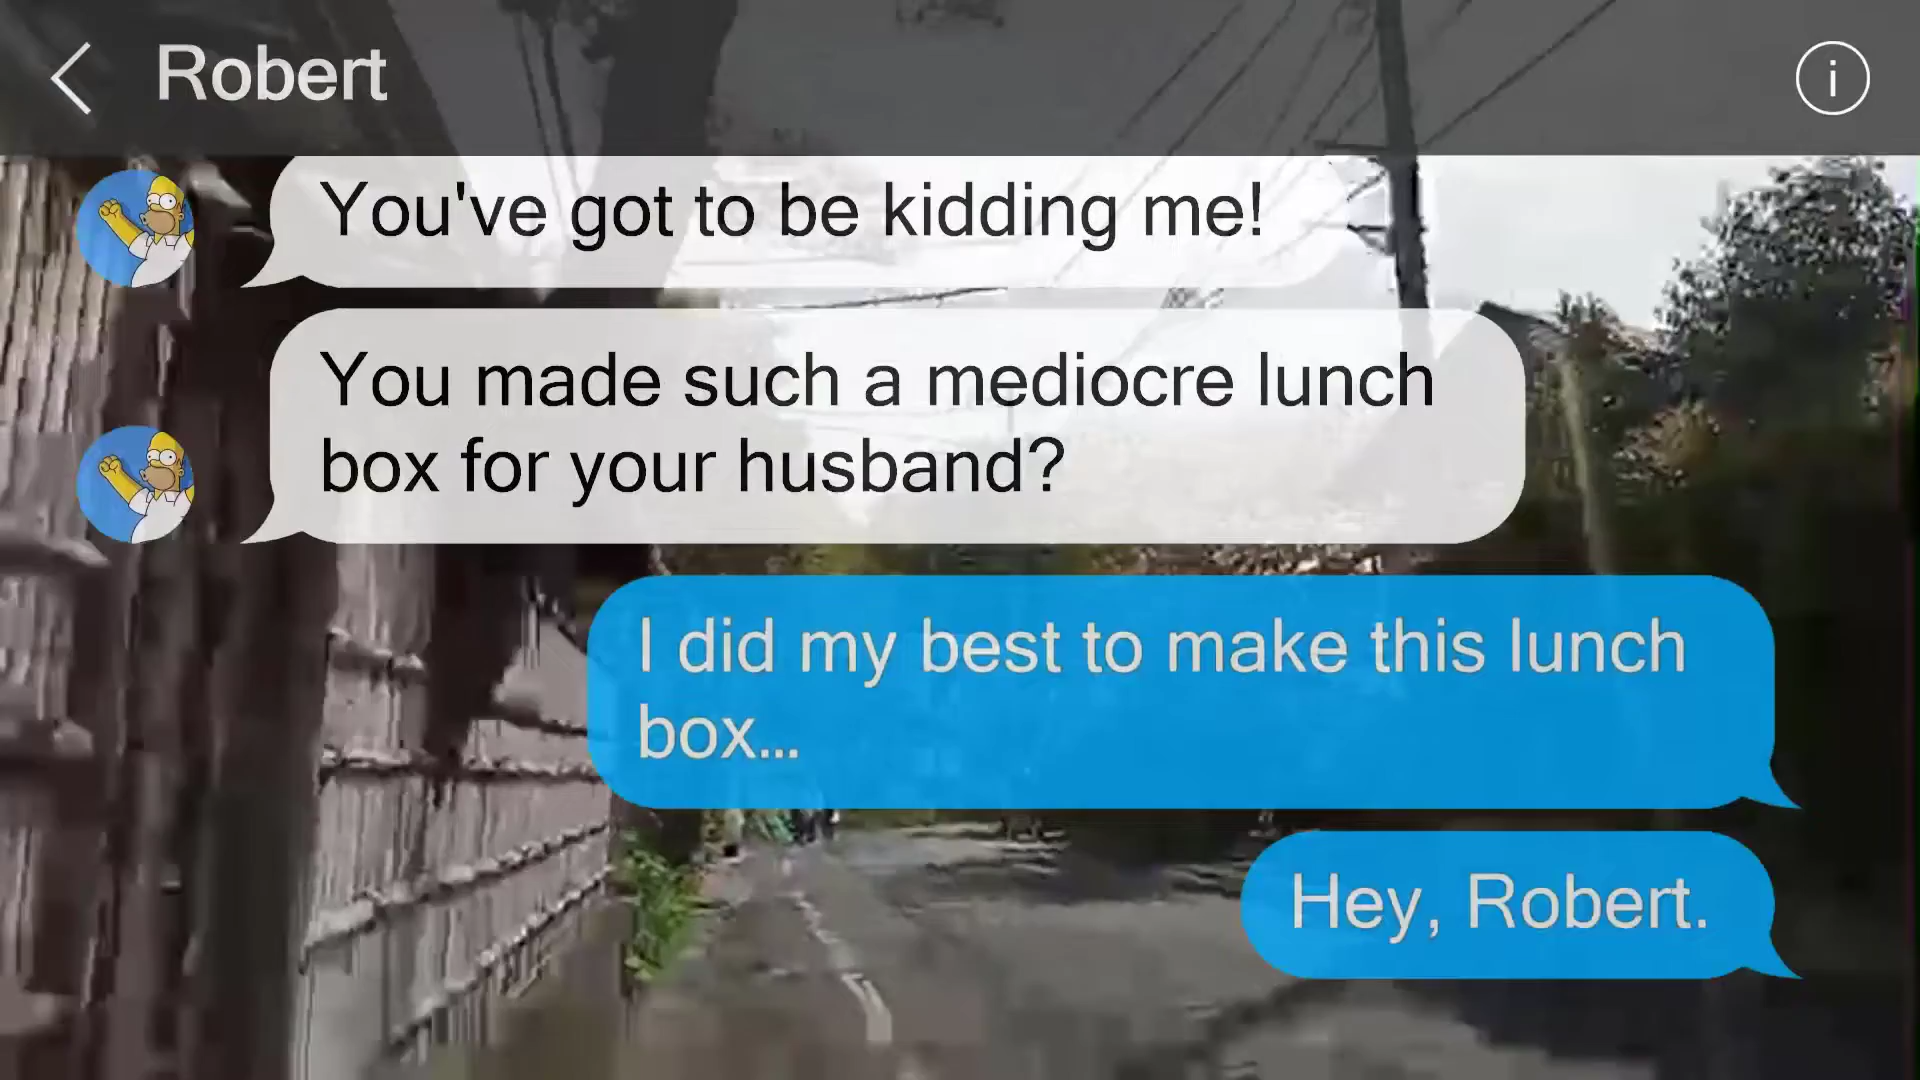 Robert
You've got to be kidding me!
You made such a mediocre lunch
box for your husband?
I did my best to make this lunch
box...
Hey, Robert.